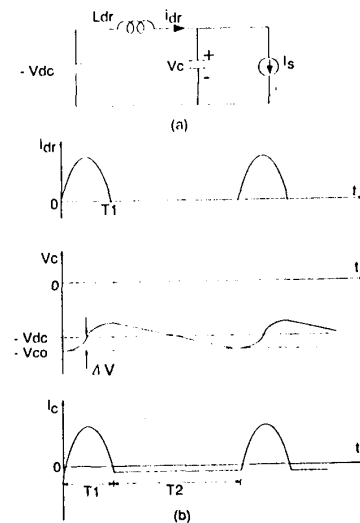 Ldr idr
- Vdc
Vc
+
-
Is
(a)
idr
0
T1
t
Vc
0
t
- Vdc
- Vco
ΔV
Ic
0
t
T1
T2
(b)